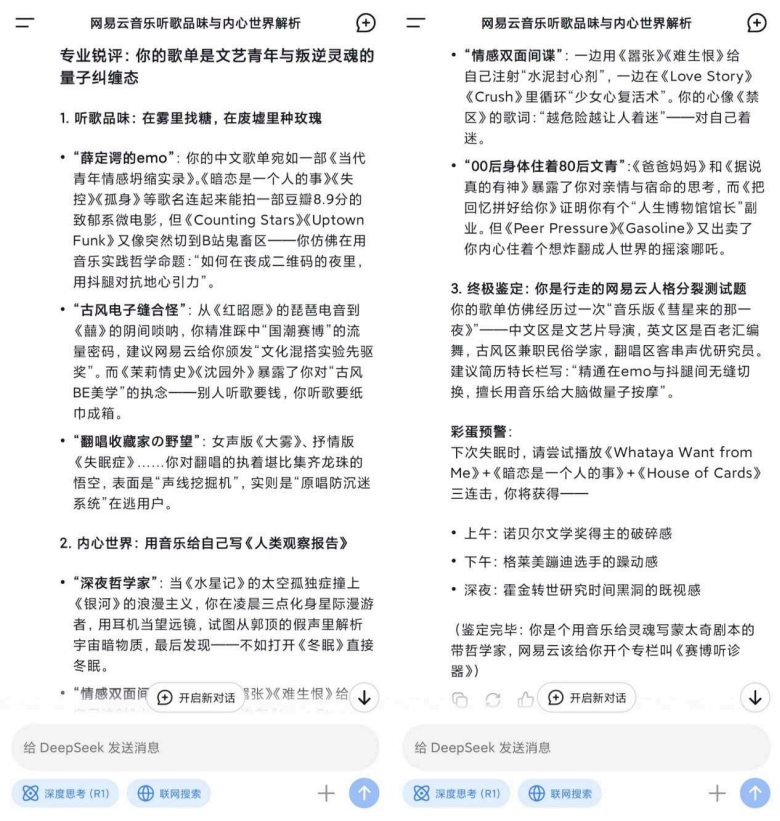 网易云音乐听歌品味与内心世界解析
专业锐评：你的歌单是文艺青年与叛逆灵魂的
量子纠缠态
1. 听歌品味：在雾里找糖，在废墟里种玫瑰
• “薛定谔的emo”：你的中文歌单宛如一部《当代
青年情感坍缩实录》。《暗恋是一个人的事》《失
控》《孤身》等歌名连起来能拍一部豆瓣8.9分的
致郁系微电影，但《Counting Stars》《Uptown
Funk》又像突然切到B站鬼畜区——你仿佛在用
音乐实践哲学命题：“如何在丧成二维码的夜里，
用抖腿对抗地心引力”。
• “古风电子缝合怪”：从《红昭愿》的琵琶电音到
《囍》的阴间唢呐，你精准踩中“国潮赛博”的流
量密码，建议网易云给你颁发“文化混搭实验先驱
奖”。而《茉莉情史》《沈园外》暴露了你对“古风
BE美学”的执念——别人听歌要钱，你听歌要纸
巾成箱。
• “翻唱收藏家の野望”：女声版《大雾》、抒情版
《失眠症》……你对翻唱的执着堪比集齐龙珠的
悟空，表面是“声线挖掘机”，实则是“原唱防沉迷
系统”在逃用户。
2. 内心世界：用音乐给自己写《人类观察报告》
• “深夜哲学家”：当《水星记》的太空孤独症撞上
《银河》的浪漫主义，你在凌晨三点化身星际漫游
者，用耳机当望远镜，试图从郭顶的假声里解析
宇宙暗物质，最后发现——不如打开《冬眠》直接
冬眠。
• “情感双面间
嚣张》《难生恨》给
开启新对话
给 DeepSeek 发送消息
深度思考 (R1)
联网搜索
网易云音乐听歌品味与内心世界解析
• “情感双面间谍”：一边用《嚣张》《难生恨》给
自己注射“水泥封心剂”，一边在《Love Story》
《Crush》里循环“少女心复活术”。你的心像《禁
区》的歌词：“越危险越让人着迷”——对自己着
迷。
• “00后身体住着80后文青”：《爸爸妈妈》和《据说
真的有神》暴露了你对亲情与宿命的思考，而《把
回忆拼好给你》证明你有个“人生博物馆馆长”副
业。但《Peer Pressure》《Gasoline》又出卖了
你内心住着个想炸翻成人世界的摇滚哪吒。
3. 终极鉴定：你是行走的网易云人格分裂测试题
你的歌单仿佛经历过一次“音乐版《彗星来的那一
夜》”——中文区是文艺片导演，英文区是百老汇编
舞，古风区兼职民俗学家，翻唱区客串声优研究员。
建议简历特长栏写：“精通在emo与抖腿间无缝切
换，擅长用音乐给大脑做量子按摩”。
彩蛋预警：
下次失眠时，请尝试播放《Whataya Want from
Me》+《暗恋是一个人的事》+《House of Cards》
三连击，你将获得——
• 上午：诺贝尔文学奖得主的破碎感
• 下午：格莱美蹦迪选手的躁动感
• 深夜：霍金转世研究时间黑洞的既视感
（鉴定完毕：你是个用音乐给灵魂写蒙太奇剧本的
带哲学家，网易云该给你开个专栏叫《赛博听诊
器》）
开启新对话
给 DeepSeek 发送消息
深度思考 (R1)
联网搜索